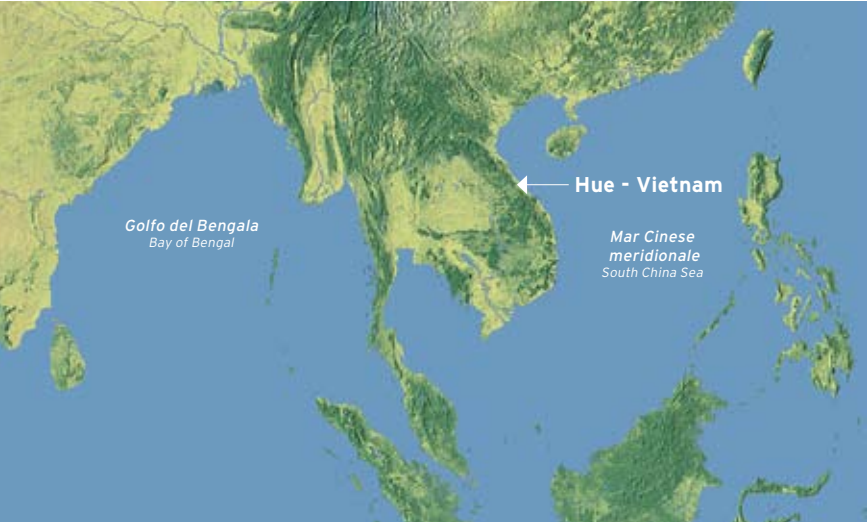 Hue - Vietnam
Golfo del Bengala
Bay of Bengal
Mar Cinese
meridionale
South China Sea